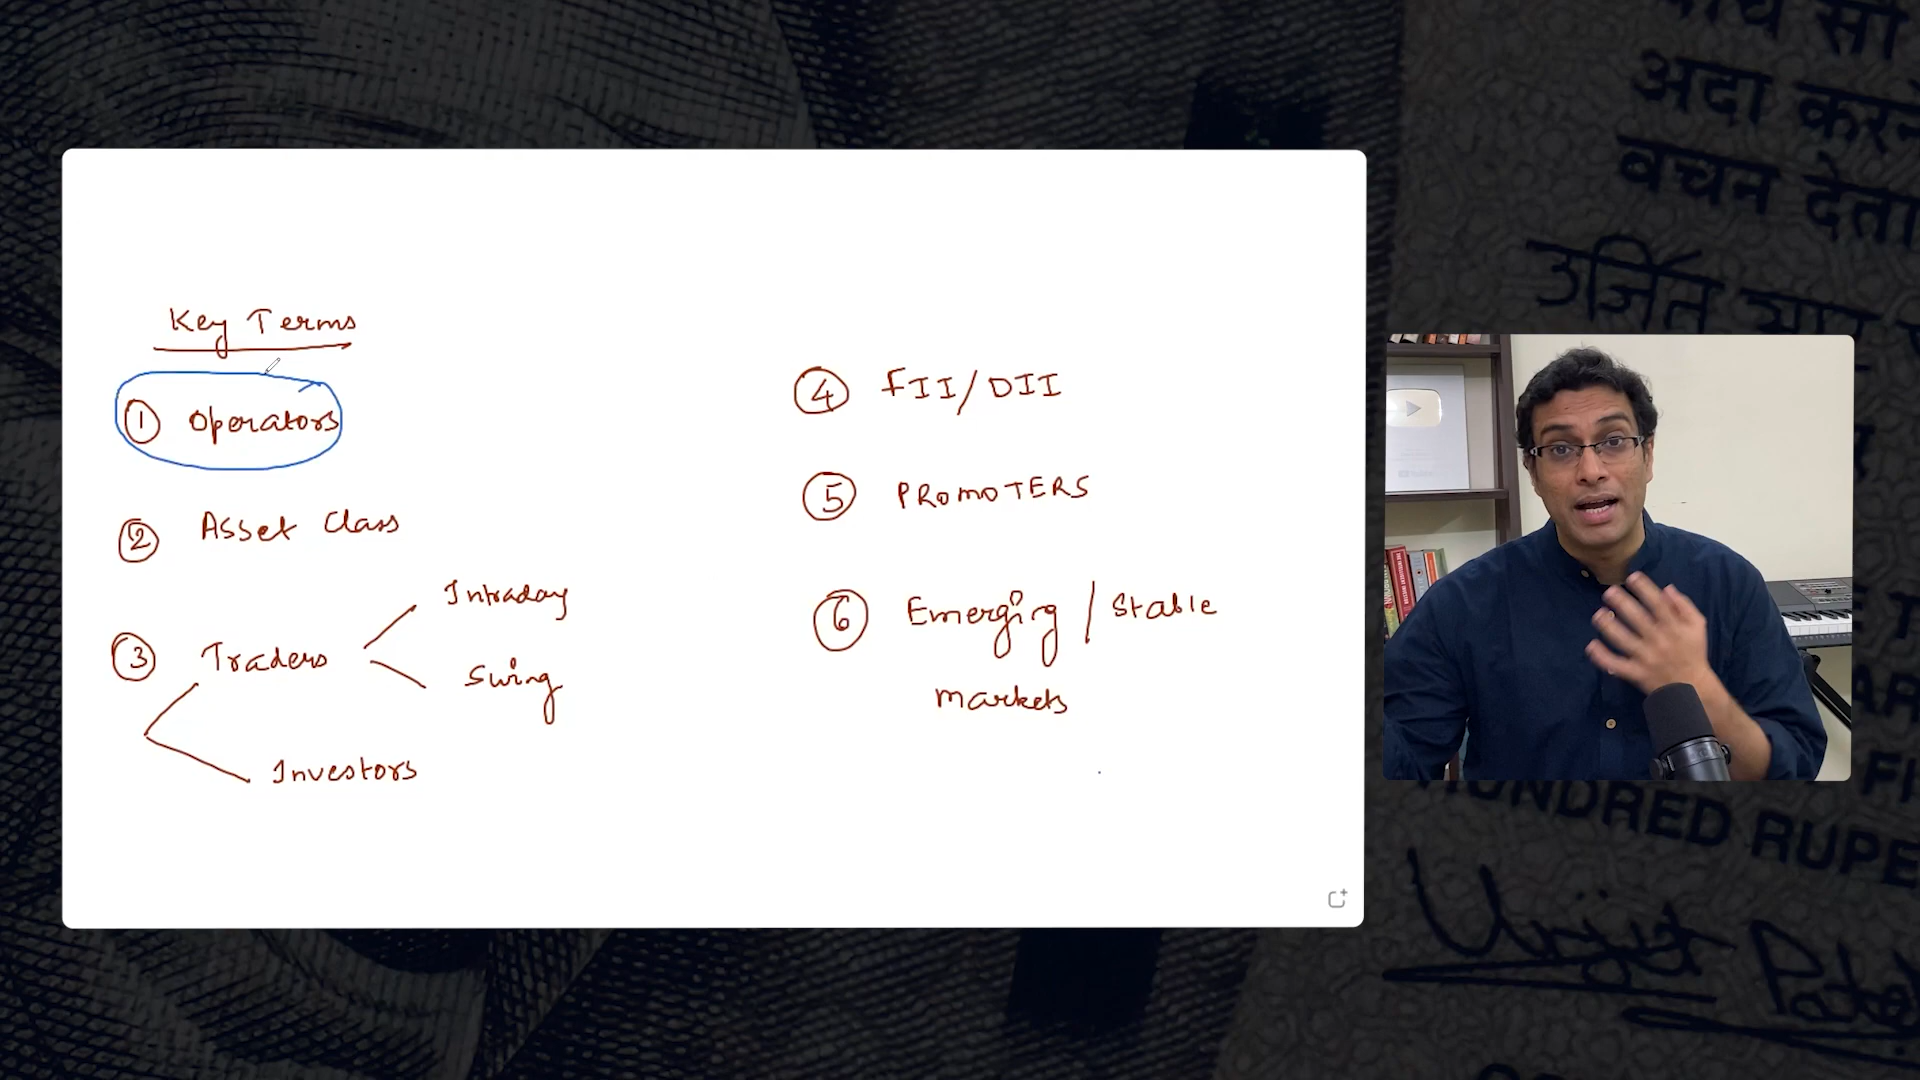 Key Terms
1 Operators
2 Asset Class
3 Traders
Intraday
Swing
Investors
4 FII/DII
5 PROMOTERS
6 Emerging / Stable
markets
अदा करने
वचन देता
HUNDRED RUPE